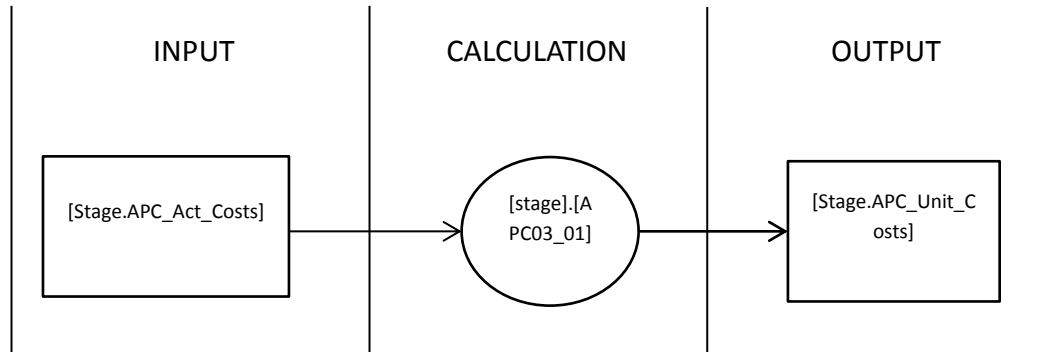 INPUT
CALCULATION
OUTPUT
[Stage.APC_Act_Costs]
[stage].[A
PC03_01]
[Stage.APC_Unit_C
osts]